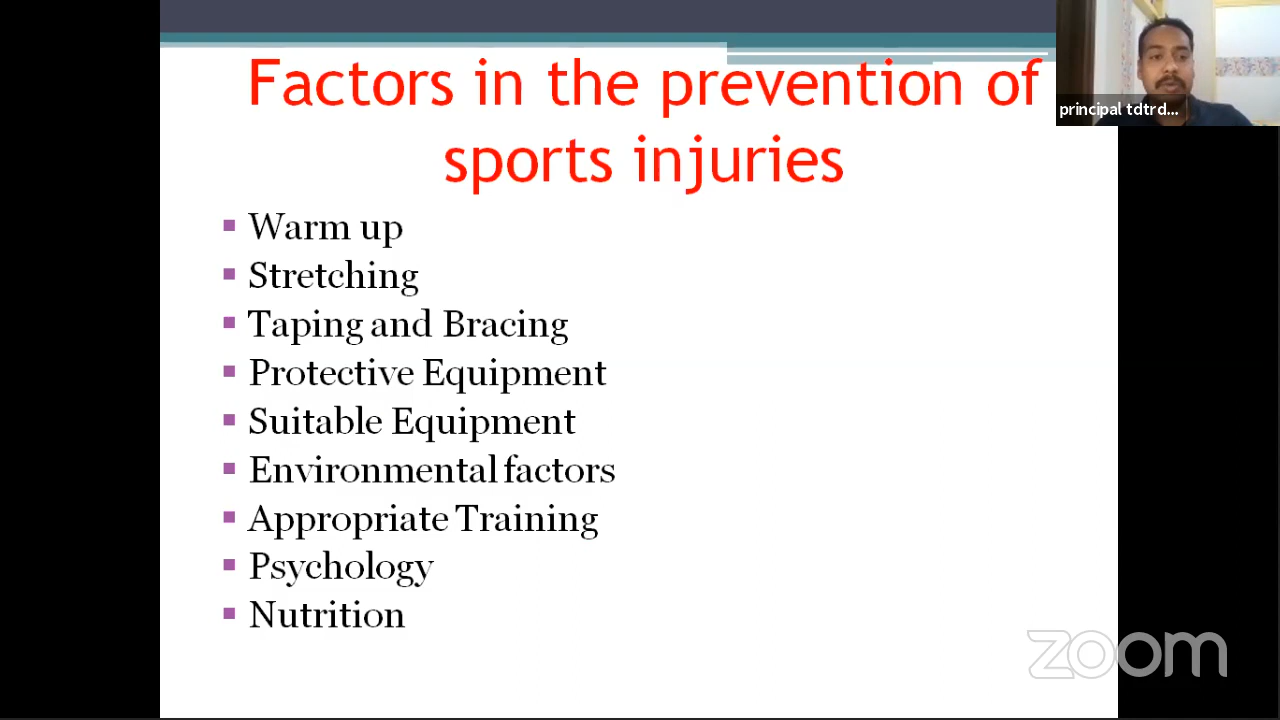 Factors in the prevention of
sports injuries
principal tdtrd...
Warm up
Stretching
Taping and Bracing
Protective Equipment
Suitable Equipment
Environmental factors
Appropriate Training
Psychology
Nutrition
zoom